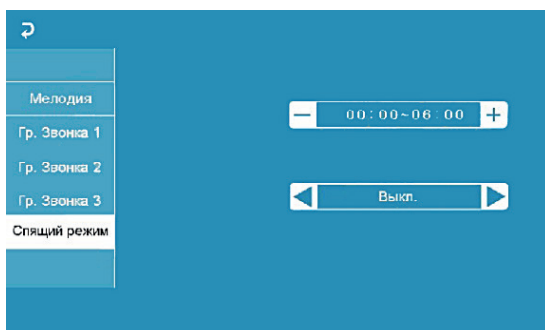 Мелодия
Гр. Звонка 1
Гр. Звонка 2
Гр. Звонка 3
Спящий режим
00:00~06:00
Выкл.